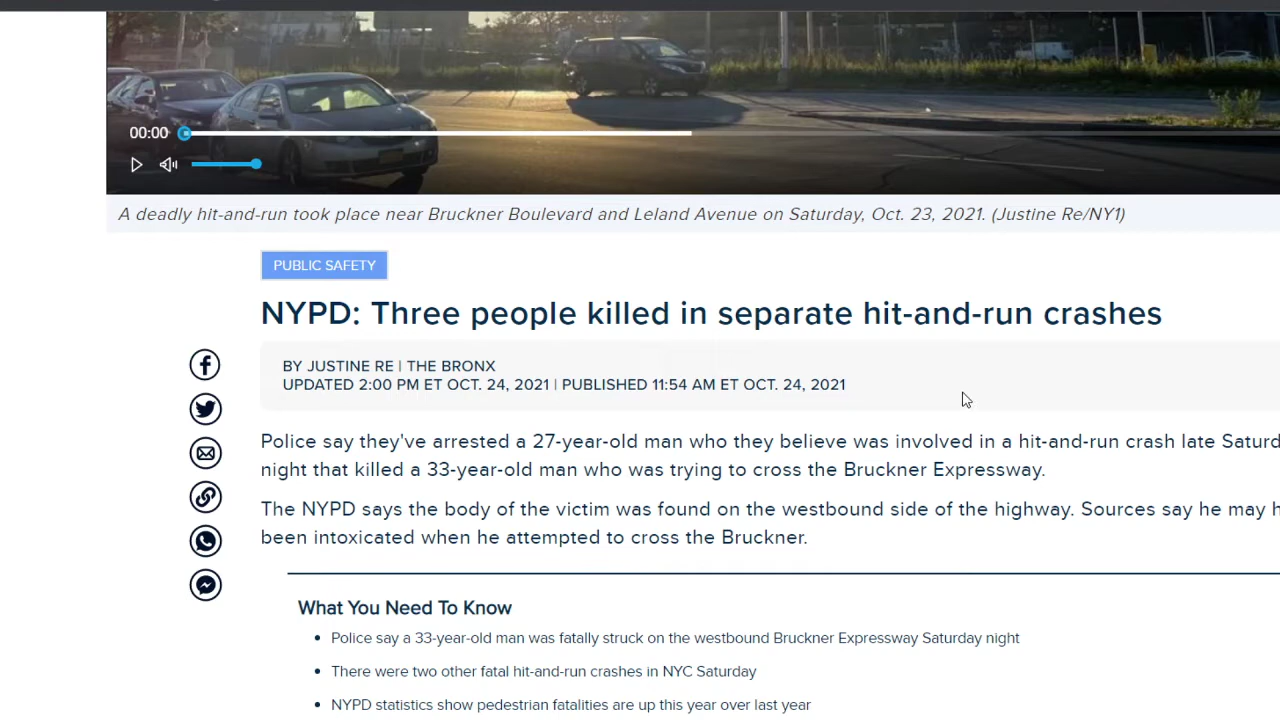 00:00
A deadly hit-and-run took place near Bruckner Boulevard and Leland Avenue on Saturday, Oct. 23, 2021. (Justine Re/NY1)
PUBLIC SAFETY
NYPD: Three people killed in separate hit-and-run crashes
BY JUSTINE RE | THE BRONX
UPDATED 2:00 PM ET OCT. 24, 2021 | PUBLISHED 11:54 AM ET OCT. 24, 2021
Police say they've arrested a 27-year-old man who they believe was involved in a hit-and-run crash late Saturd
night that killed a 33-year-old man who was trying to cross the Bruckner Expressway.
The NYPD says the body of the victim was found on the westbound side of the highway. Sources say he may h
been intoxicated when he attempted to cross the Bruckner.
What You Need To Know
• Police say a 33-year-old man was fatally struck on the westbound Bruckner Expressway Saturday night
• There were two other fatal hit-and-run crashes in NYC Saturday
• NYPD statistics show pedestrian fatalities are up this year over last year